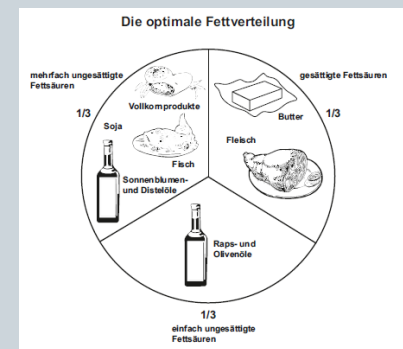 Die optimale Fettverteilung
mehrfach ungesättigte
Fettsäuren
1/3
gesättigte Fettsäuren
1/3
Vollkornprodukte
Butter
Soja
Fleisch
Fisch
Sonnenblumen-
und Distelöle
Raps- und
Olivenöle
1/3
einfach ungesättigte
Fettsäuren